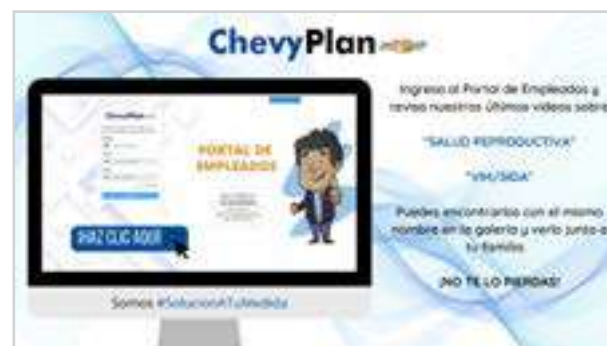 ChevyPlan
Ingresa al Portal de Empleados y
revisa nuestros últimos videos sobre
"SALUD REPRODUCTIVA"
"VIH/SIDA"
Puedes encontrarlos con el mismo
nombre en la galería y verlo junto a
tu familia
¡NO TE LO PIERDAS!
ChevyPlan
PORTAL DE
EMPLEADOS
¡HAZ CLIC AQUÍ
Somos #SoluciónATuMedida